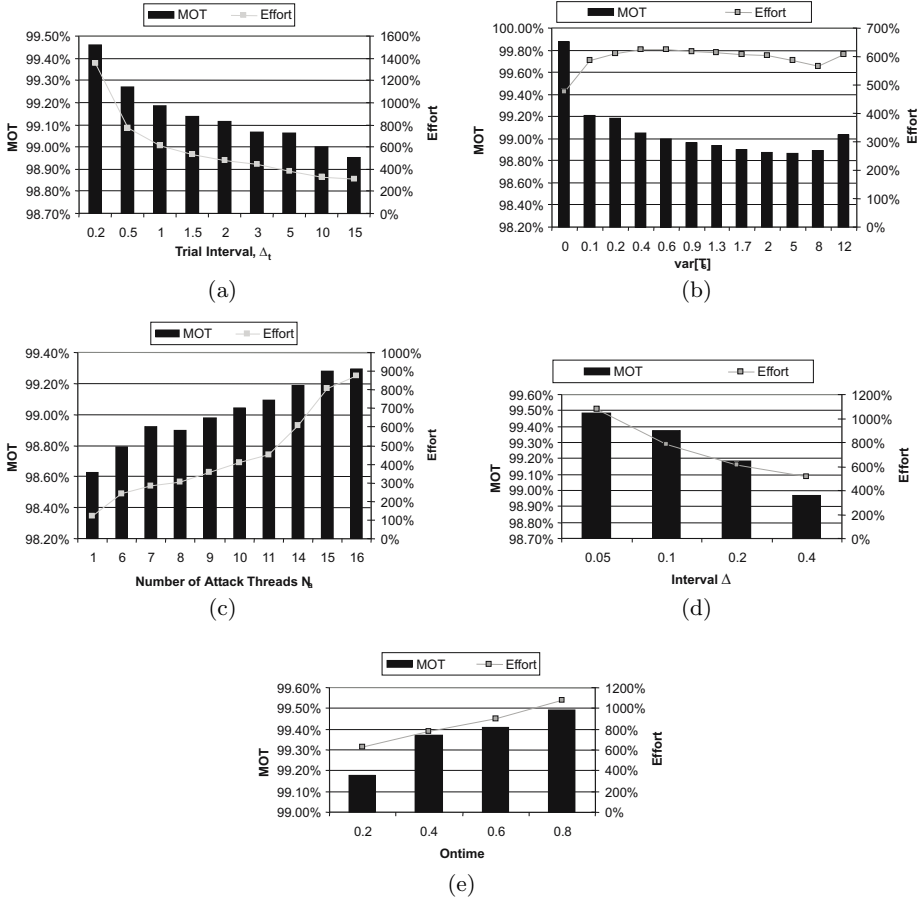 MOT Effort
99.50%
99.40%
99.30%
99.20%
99.10%
99.00%
98.90%
98.80%
98.70%
MOT
1600%
1400%
1200%
1000%
800%
600%
400%
200%
0%
Effort
0.2 0.5 1 1.5 2 3 5 10 15
Trial Interval, Δt
(a)
MOT Effort
100.00%
99.80%
99.60%
99.40%
99.20%
99.00%
98.80%
98.60%
98.40%
98.20%
MOT
700%
600%
500%
400%
300%
200%
100%
0%
Effort
0 0.1 0.2 0.4 0.6 0.9 1.3 1.7 2 5 8 12
var[Ts]
(b)
MOT Effort
99.40%
99.20%
99.00%
98.80%
98.60%
98.40%
98.20%
MOT
1000%
900%
800%
700%
600%
500%
400%
300%
200%
100%
0%
Effort
1 6 7 8 9 10 11 14 15 16
Number of Attack Threads Na
(c)
MOT Effort
99.60%
99.50%
99.40%
99.30%
99.20%
99.10%
99.00%
98.90%
98.80%
98.70%
MOT
1200%
1000%
800%
600%
400%
200%
0%
Effort
0.05 0.1 0.2 0.4
Interval Δ
(d)
MOT Effort
99.60%
99.50%
99.40%
99.30%
99.20%
99.10%
99.00%
MOT
1200%
1000%
800%
600%
400%
200%
0%
Effort
0.2 0.4 0.6 0.8
Ontime
(e)